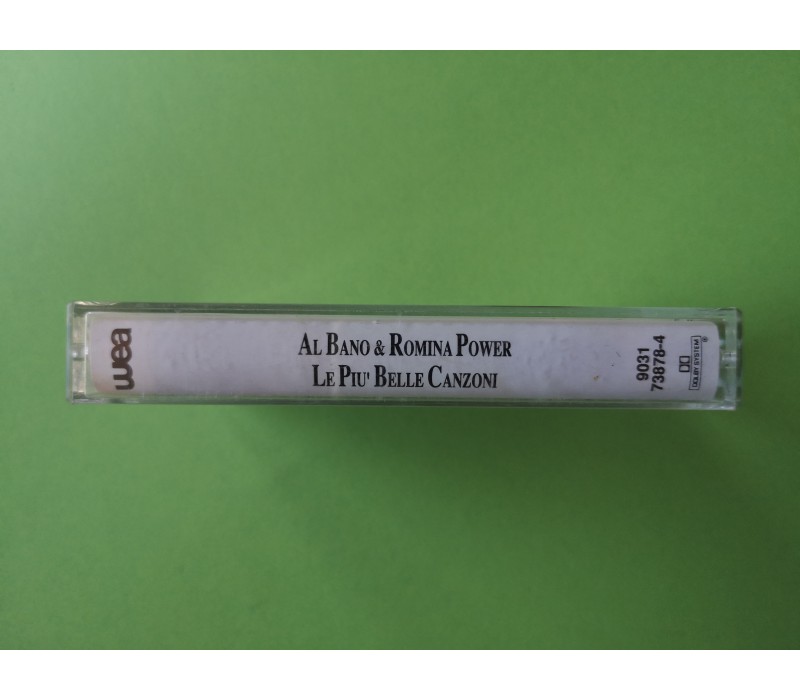 wea
AL BANO & ROMINA POWER
LE PIU' BELLE CANZONI
9031
73878-4
DOLBY SYSTEM
®